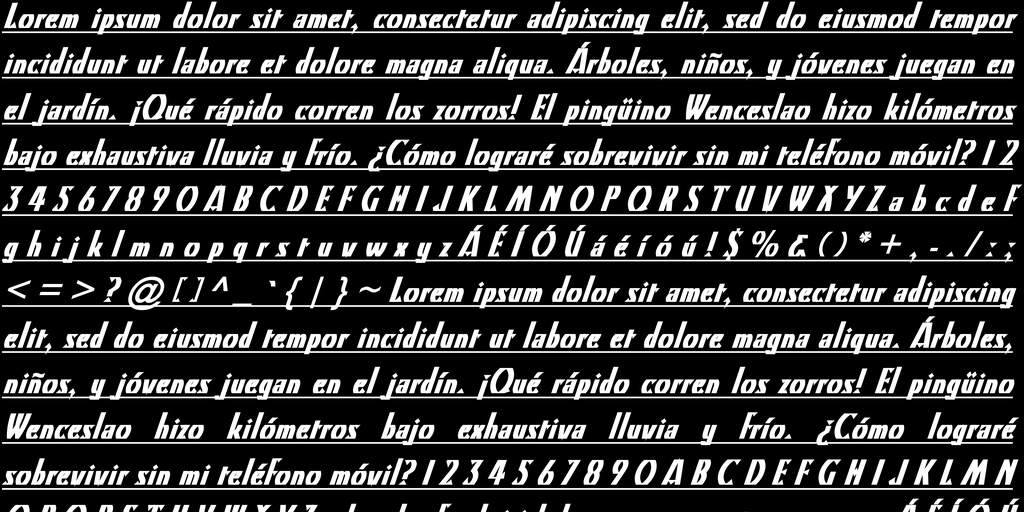 Lorem ipsum dolor sit amet, consectetur adipiscing elit, sed do eiusmod tempor
incididunt ut labore et dolore magna aliqua. Árboles, niños, y jóvenes juegan en
el jardín. ¡Qué rápido corren los zorros! El pingüino Wenceslao hizo kilómetros
bajo exhaustiva lluvia y frío. ¿Cómo lograré sobrevivir sin mi teléfono móvil? 1 2
3 4 5 6 7 8 9 0 A B C D E F G H I J K L M N O P Q R S T U V W X Y Z a b c d e f
g h i j k l m n o p q r s t u v w x y z Á É Í Ó Ú á é í ó ú ! $ % & ( ) * + , - . / : ;
< = > ? @ [ ] ^ _ ` { | } ~ Lorem ipsum dolor sit amet, consectetur adipiscing
elit, sed do eiusmod tempor incididunt ut labore et dolore magna aliqua. Árboles,
niños, y jóvenes juegan en el jardín. ¡Qué rápido corren los zorros! El pingüino
Wenceslao hizo kilómetros bajo exhaustiva lluvia y frío. ¿Cómo lograré
sobrevivir sin mi teléfono móvil? 1 2 3 4 5 6 7 8 9 0 A B C D E F G H I J K L M N